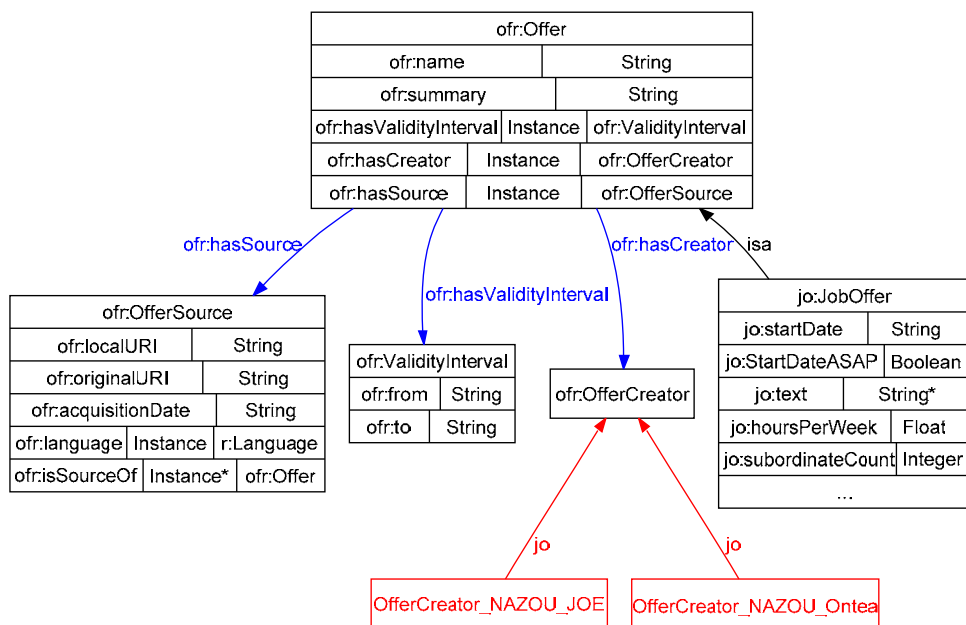 ofr:Offer
ofr:name String
ofr:summary String
ofr:hasValidityInterval Instance ofr:ValidityInterval
ofr:hasCreator Instance ofr:OfferCreator
ofr:hasSource Instance ofr:OfferSource
ofr:hasSource
ofr:hasValidityInterval
ofr:hasCreator
isa
ofr:OfferSource
ofr:localURI String
ofr:originalURI String
ofr:acquisitionDate String
ofr:language Instance r:Language
ofr:isSourceOf Instance* ofr:Offer
ofr:ValidityInterval
ofr:from String
ofr:to String
ofr:OfferCreator
jo:JobOffer
jo:startDate String
jo:StartDateASAP Boolean
jo:text String*
jo:hoursPerWeek Float
jo:subordinateCount Integer
...
jo
jo
OfferCreator_NAZOU_JOE
OfferCreator_NAZOU_Ontea